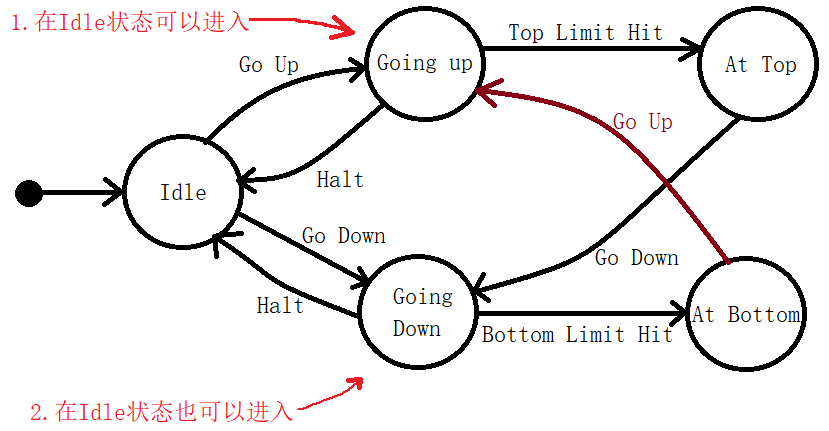 1.在Idle状态可以进入
Top Limit Hit
Go Up
Going up
At Top
Go Up
Halt
Idle
Go Down
Go Down
Halt
Going
Down
At Bottom
Bottom Limit Hit
2.在Idle状态也可以进入